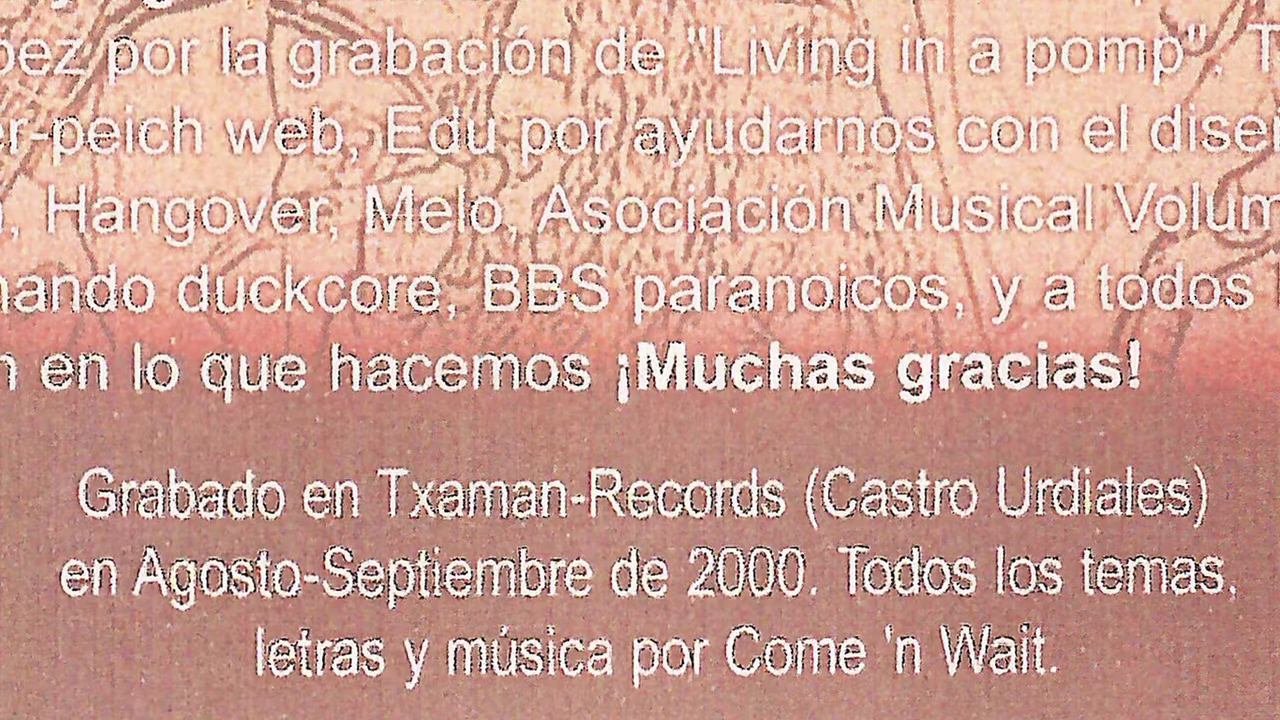 por la grabación de "Living in a pomp".
web, Edu por ayudarnos con el
Hangover, Melo, Asociación Musical
duckcore, BBS paranoicos, y a todos
en lo que hacemos ¡Muchas gracias!
Grabado en Txaman-Records (Castro Urdiales)
en Agosto-Septiembre de 2000. Todos los temas,
letras y música por Come 'n Wait.